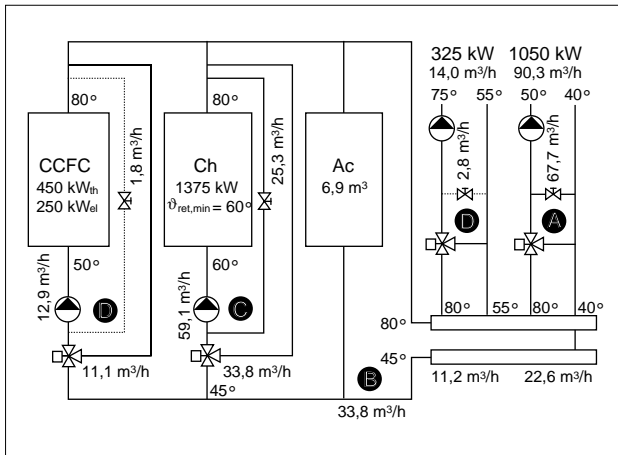 325 kW 1050 kW
14,0 m³/h 90,3 m³/h
75° 55° 50° 40°
80° 80°
CCFC
450 kWth
250 kWel
1,8 m³/h
Ch
1375 kW
ϑret,min = 60°
25,3 m³/h
Ac
6,9 m³
2,8 m³/h
67,7 m³/h
D A
50° 60°
12,9 m³/h
D
59,1 m³/h
C
80° 55° 80° 40°
80°
45°
11,1 m³/h 33,8 m³/h
45°
B
11,2 m³/h 22,6 m³/h
33,8 m³/h